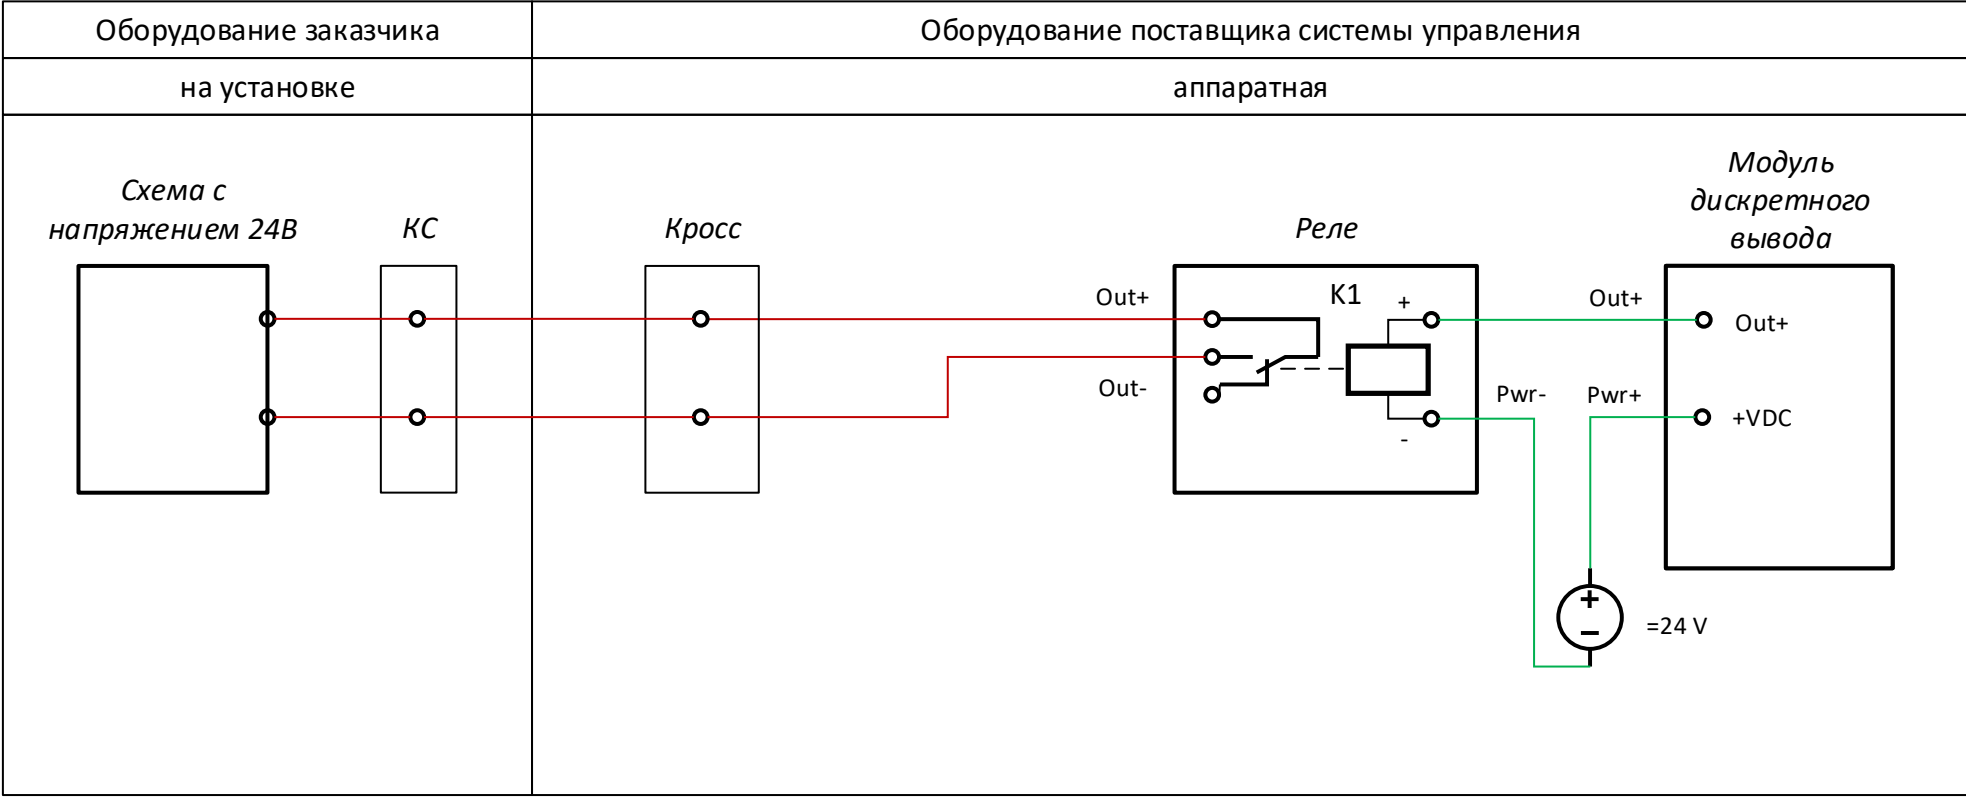 Оборудование заказчика
Оборудование поставщика системы управления
на установке
аппаратная
Схема с
напряжением 24В
КС
Кросс
Реле
Модуль
дискретного
вывода
Out+
K1
+
Out+
Out+
Out-
Pwr-
Pwr+
+VDC
-
+
−
=24 V